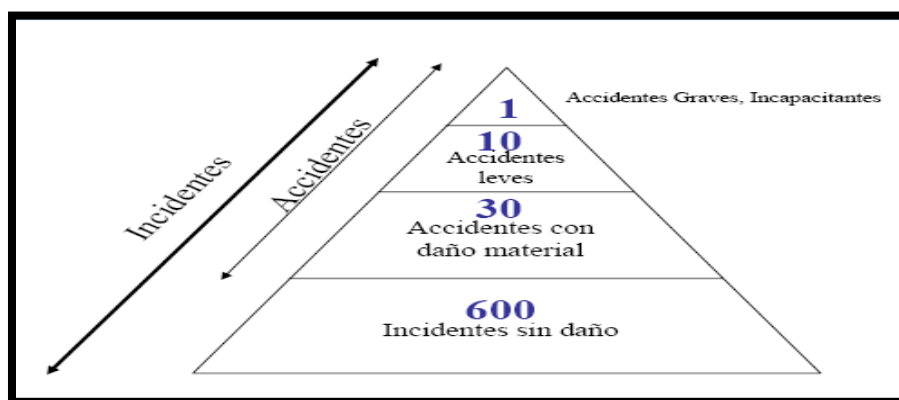 Incidentes
Accidentes
1
Accidentes Graves, Incapacitantes
10
Accidentes
leves
30
Accidentes con
daño material
600
Incidentes sin daño